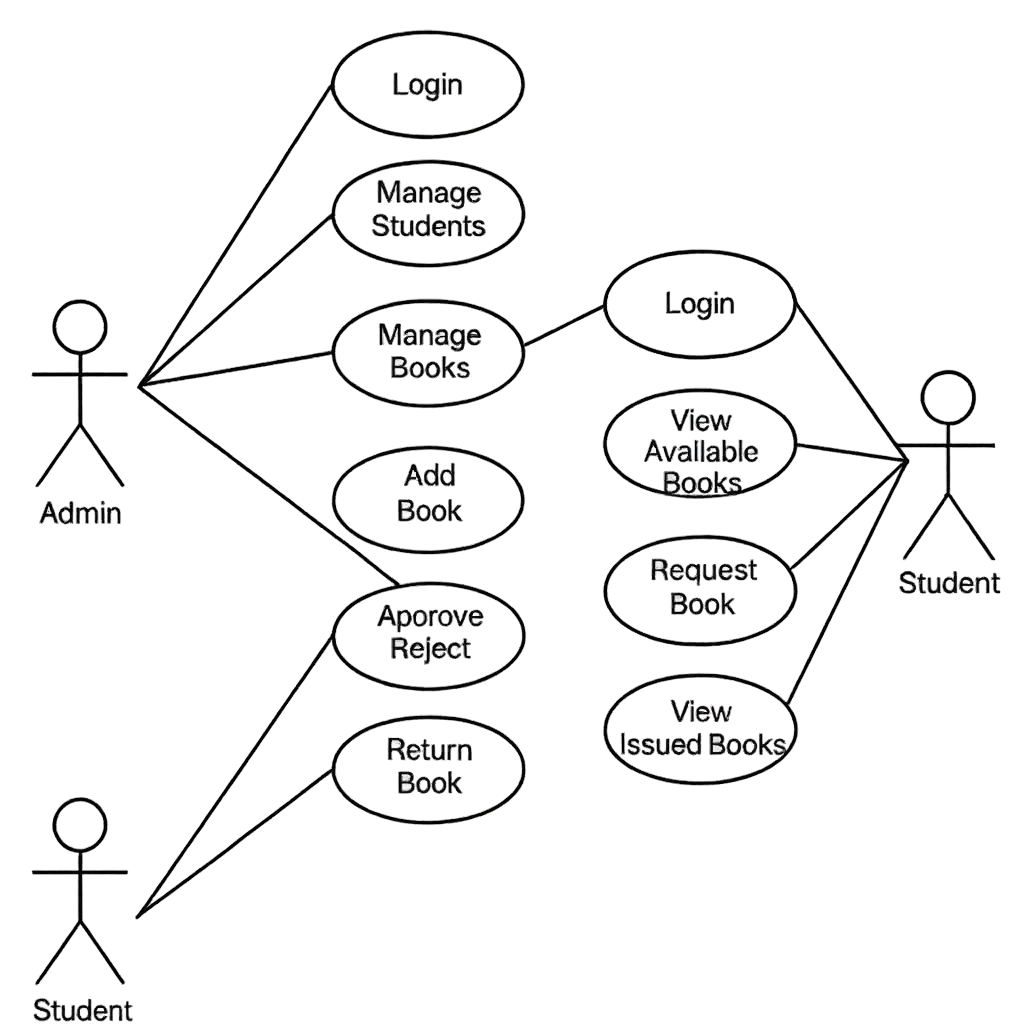 Login
Manage
Students
Manage
Books
Add
Book
Aporove
Reject
Return
Book
Admin
Student
Login
View
Available
Books
Request
Book
View
Issued Books
Student